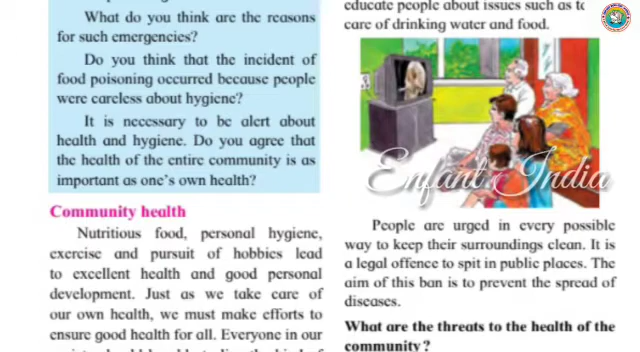 What do you think are the reasons
for such emergencies?
Do you think that the incident of
food poisoning occurred because people
were careless about hygiene?
It is necessary to be alert about
health and hygiene. Do you agree that
the health of the entire community is as
important as one's own health?
Community health
Nutritious food, personal hygiene,
exercise and pursuit of hobbies lead
to excellent health and good personal
development. Just as we take care of
our own health, we must make efforts to
ensure good health for all. Everyone in our
educate people about issues such as
care of drinking water and food.
Enfant India
People are urged in every possible
way to keep their surroundings clean. It is
a legal offence to spit in public places. The
aim of this ban is to prevent the spread of
diseases.
What are the threats to the health of the
community?